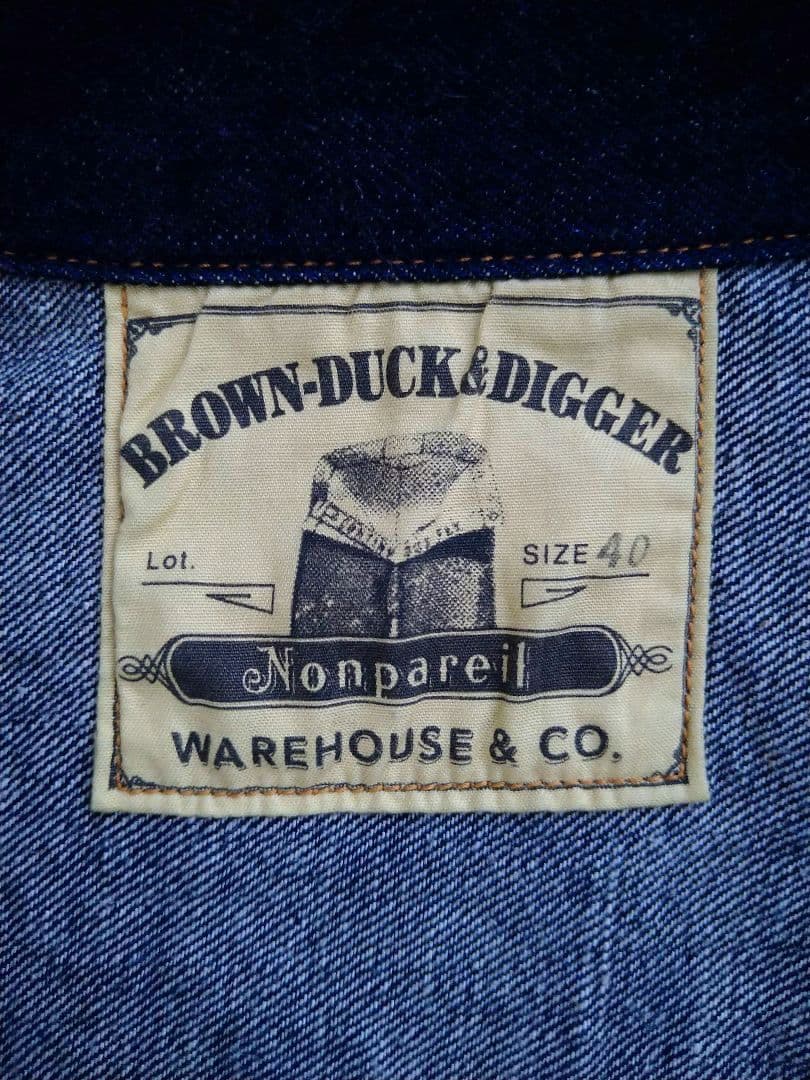 BROWN-DUCK&DIGGER
Lot.
SIZE 40
Nonpareil
WAREHOUSE & CO.